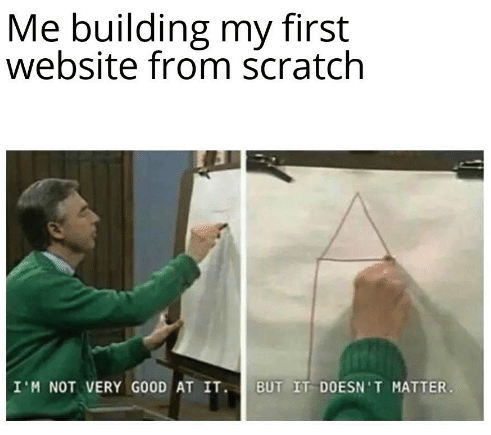 Me building my first
website from scratch
I'M NOT VERY GOOD AT IT.
BUT IT DOESN'T MATTER.